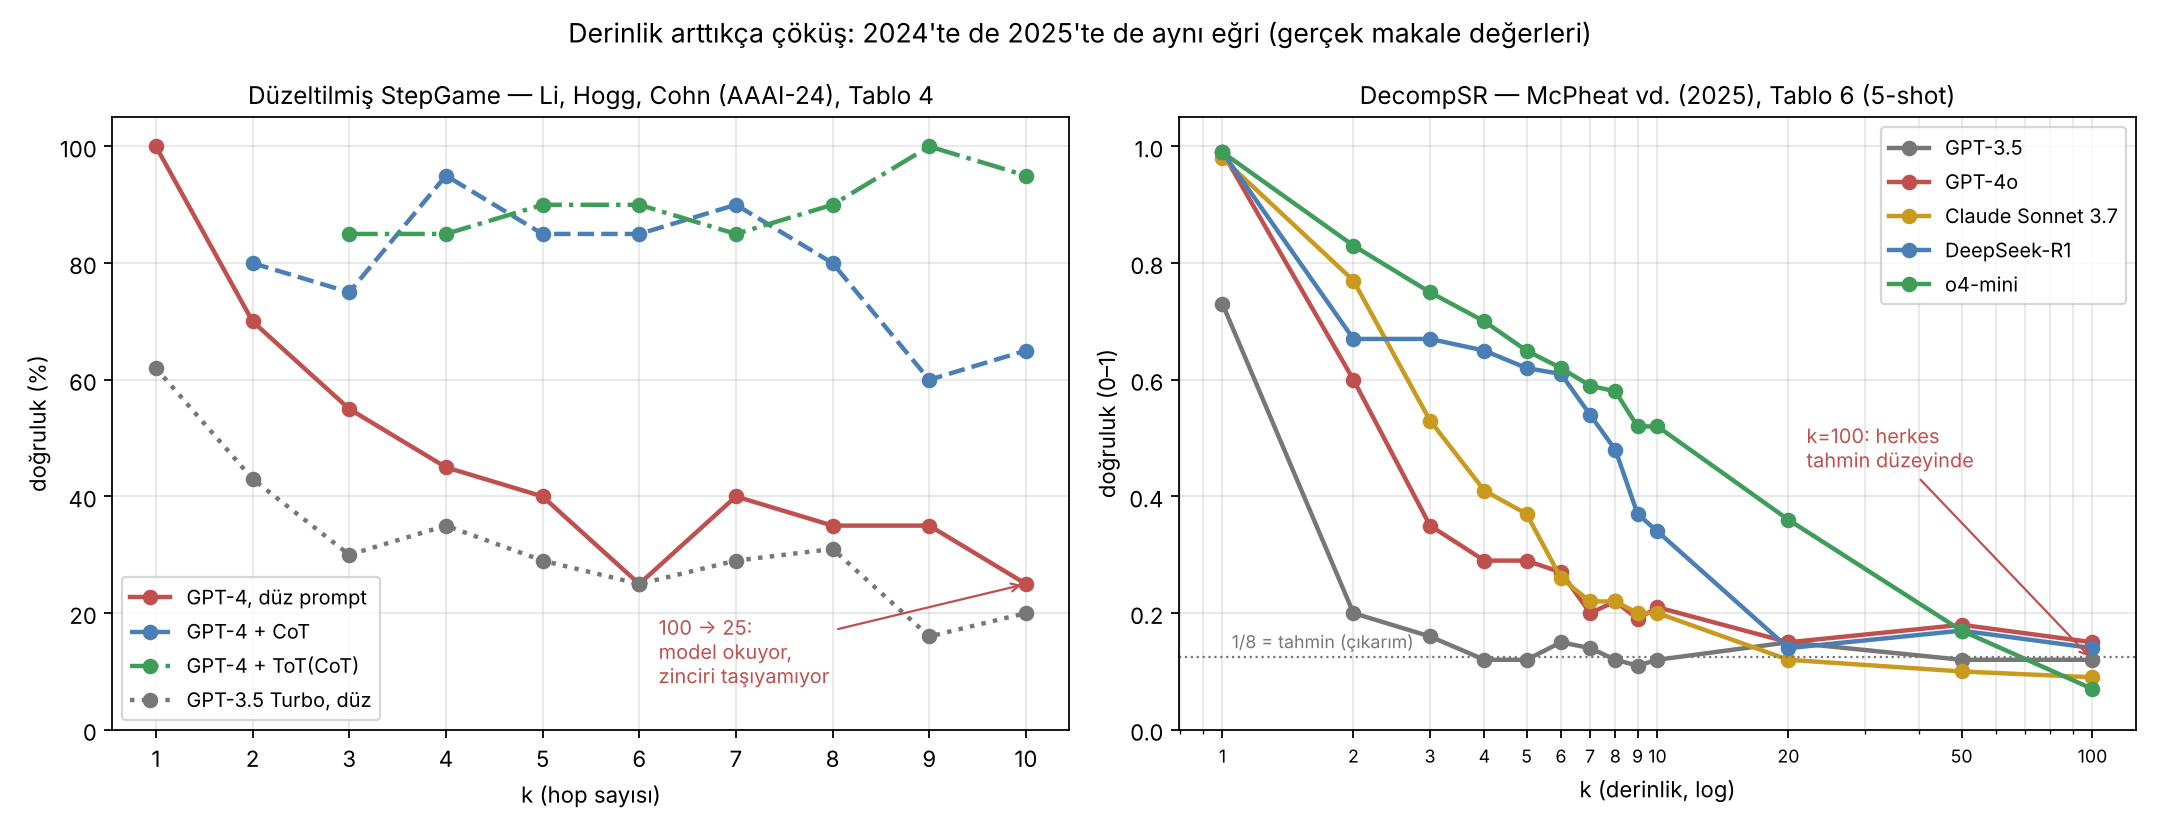 Derinlik arttıkça çöküş: 2024'te de 2025'te de aynı eğri (gerçek makale değerleri)
Düzeltilmiş StepGame — Li, Hogg, Cohn (AAAI-24), Tablo 4
doğruluk (%)
100
80
60
40
20
0
GPT-4, düz prompt
GPT-4 + CoT
GPT-4 + ToT(CoT)
GPT-3.5 Turbo, düz
100 → 25:
model okuyor,
zinciri taşıyamıyor
1 2 3 4 5 6 7 8 9 10
k (hop sayısı)
DecompSR — McPheat vd. (2025), Tablo 6 (5-shot)
doğruluk (0–1)
1.0
0.8
0.6
0.4
0.2
0.0
GPT-3.5
GPT-4o
Claude Sonnet 3.7
DeepSeek-R1
o4-mini
k=100: herkes
tahmin düzeyinde
1/8 = tahmin (çıkarım)
1 2 3 4 5 6 7 8 9 10 20 50 100
k (derinlik, log)